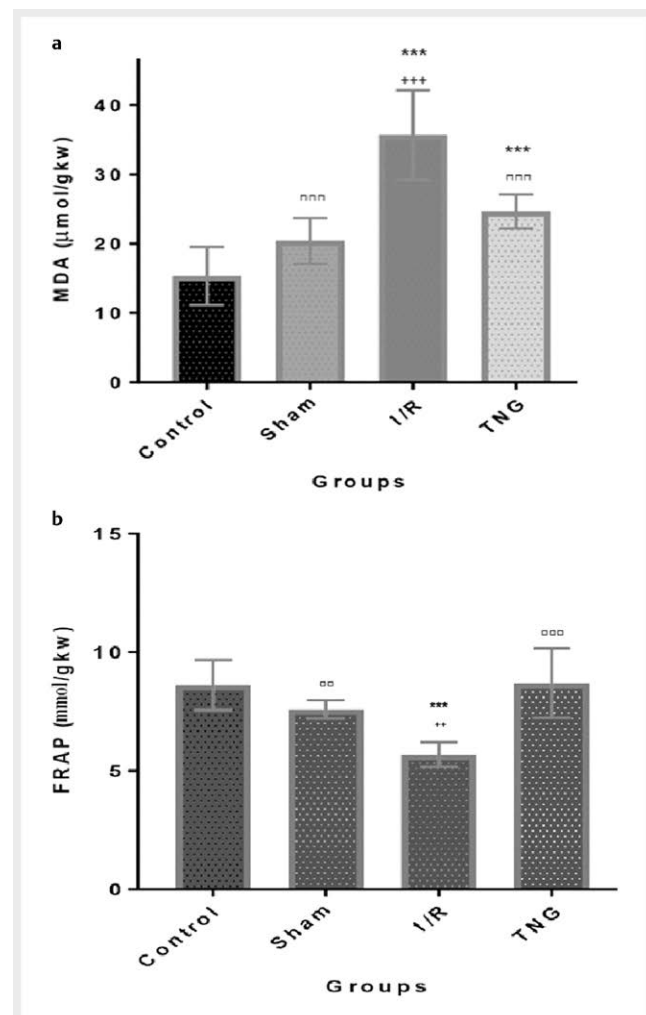 a
MDA (μmol/gkw)
40
30
20
10
0
***
+++
***
□□□
□□□
Control
Sham
I/R
TNG
Groups
b
FRAP (mmol/gkw)
15
10
5
0
□□
***
++
□□□
Control
Sham
I/R
TNG
Groups